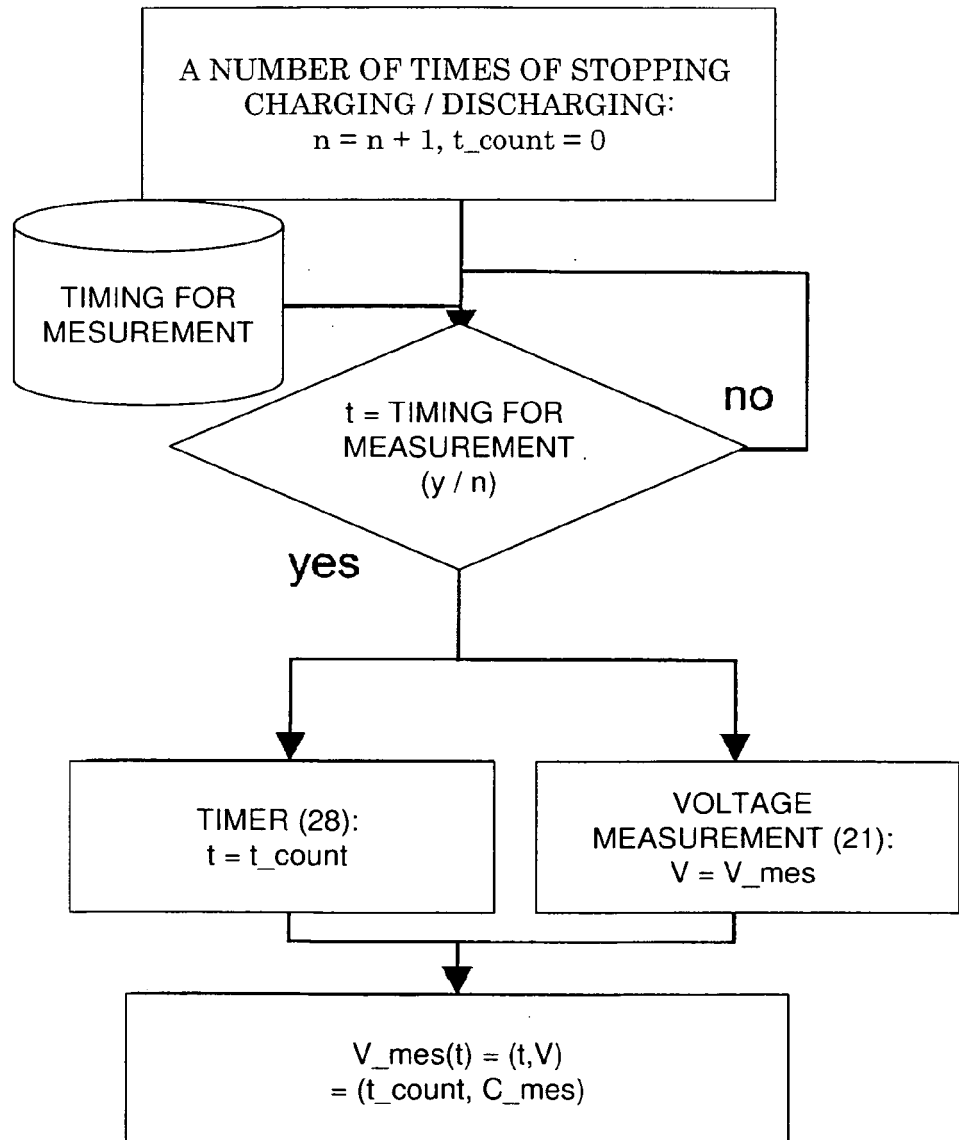 A NUMBER OF TIMES OF STOPPING
CHARGING / DISCHARGING:
n = n + 1, t_count = 0
TIMING FOR
MESUREMENT
t = TIMING FOR
MEASUREMENT
(y / n)
no
yes
TIMER (28):
t = t_count
VOLTAGE
MEASUREMENT (21):
V = V_mes
V_mes(t) = (t,V)
= (t_count, C_mes)